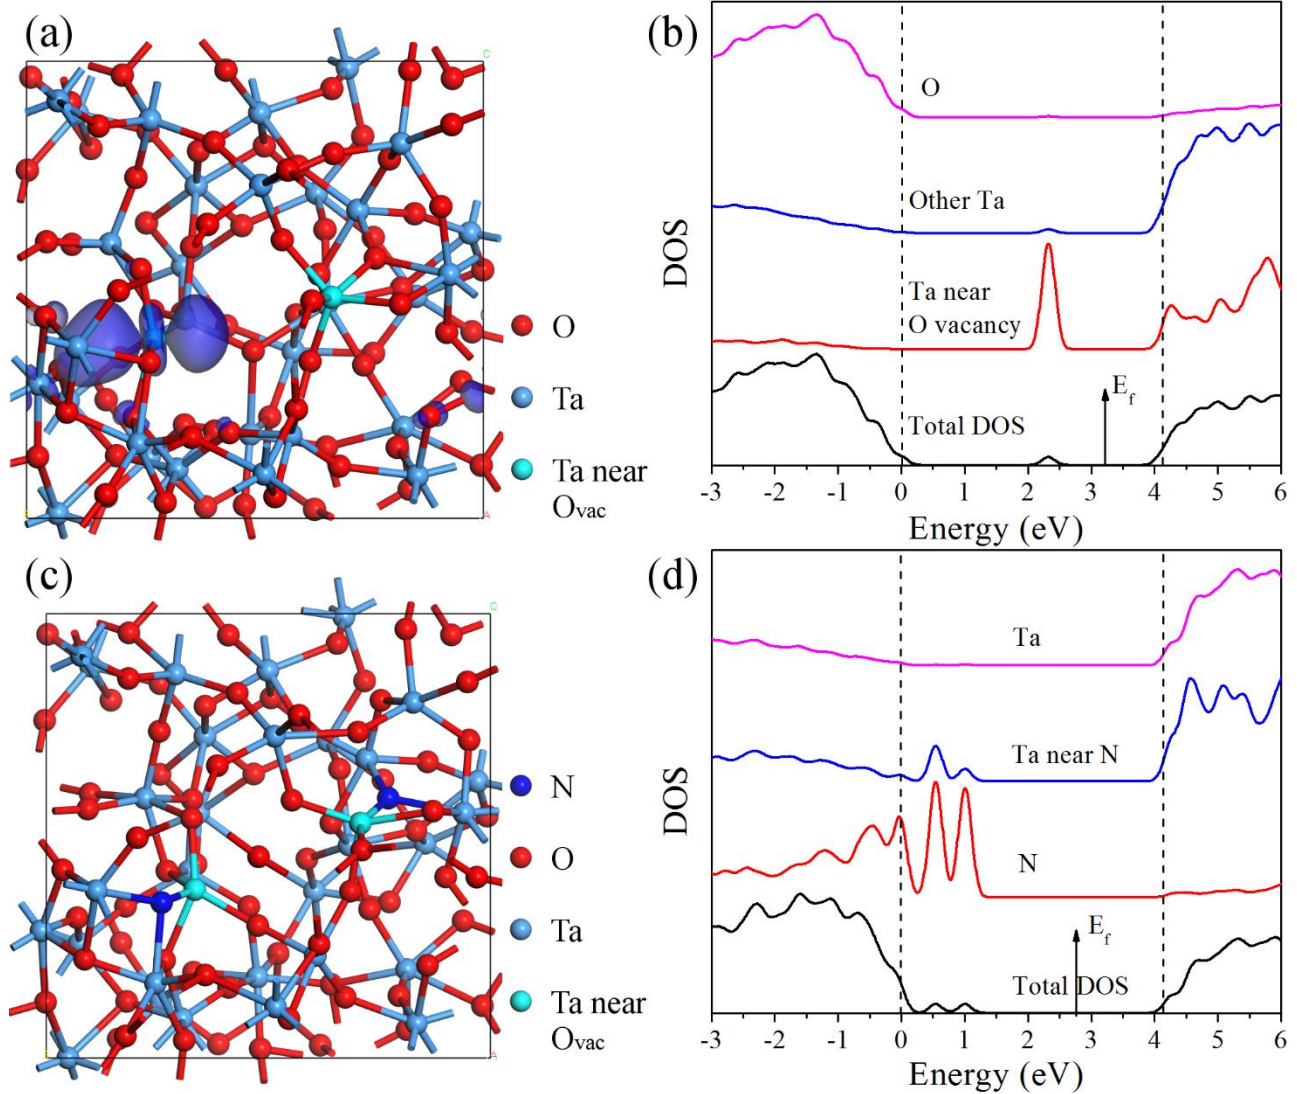 (a)
C
A
O
Ta
Ta near
Ovac
(b)
DOS
O
Other Ta
Ta near
O vacancy
Total DOS
Ef
-3 -2 -1 0 1 2 3 4 5 6
Energy (eV)
(c)
C
A
N
O
Ta
Ta near
Ovac
(d)
DOS
Ta
Ta near N
N
Total DOS
Ef
-3 -2 -1 0 1 2 3 4 5 6
Energy (eV)